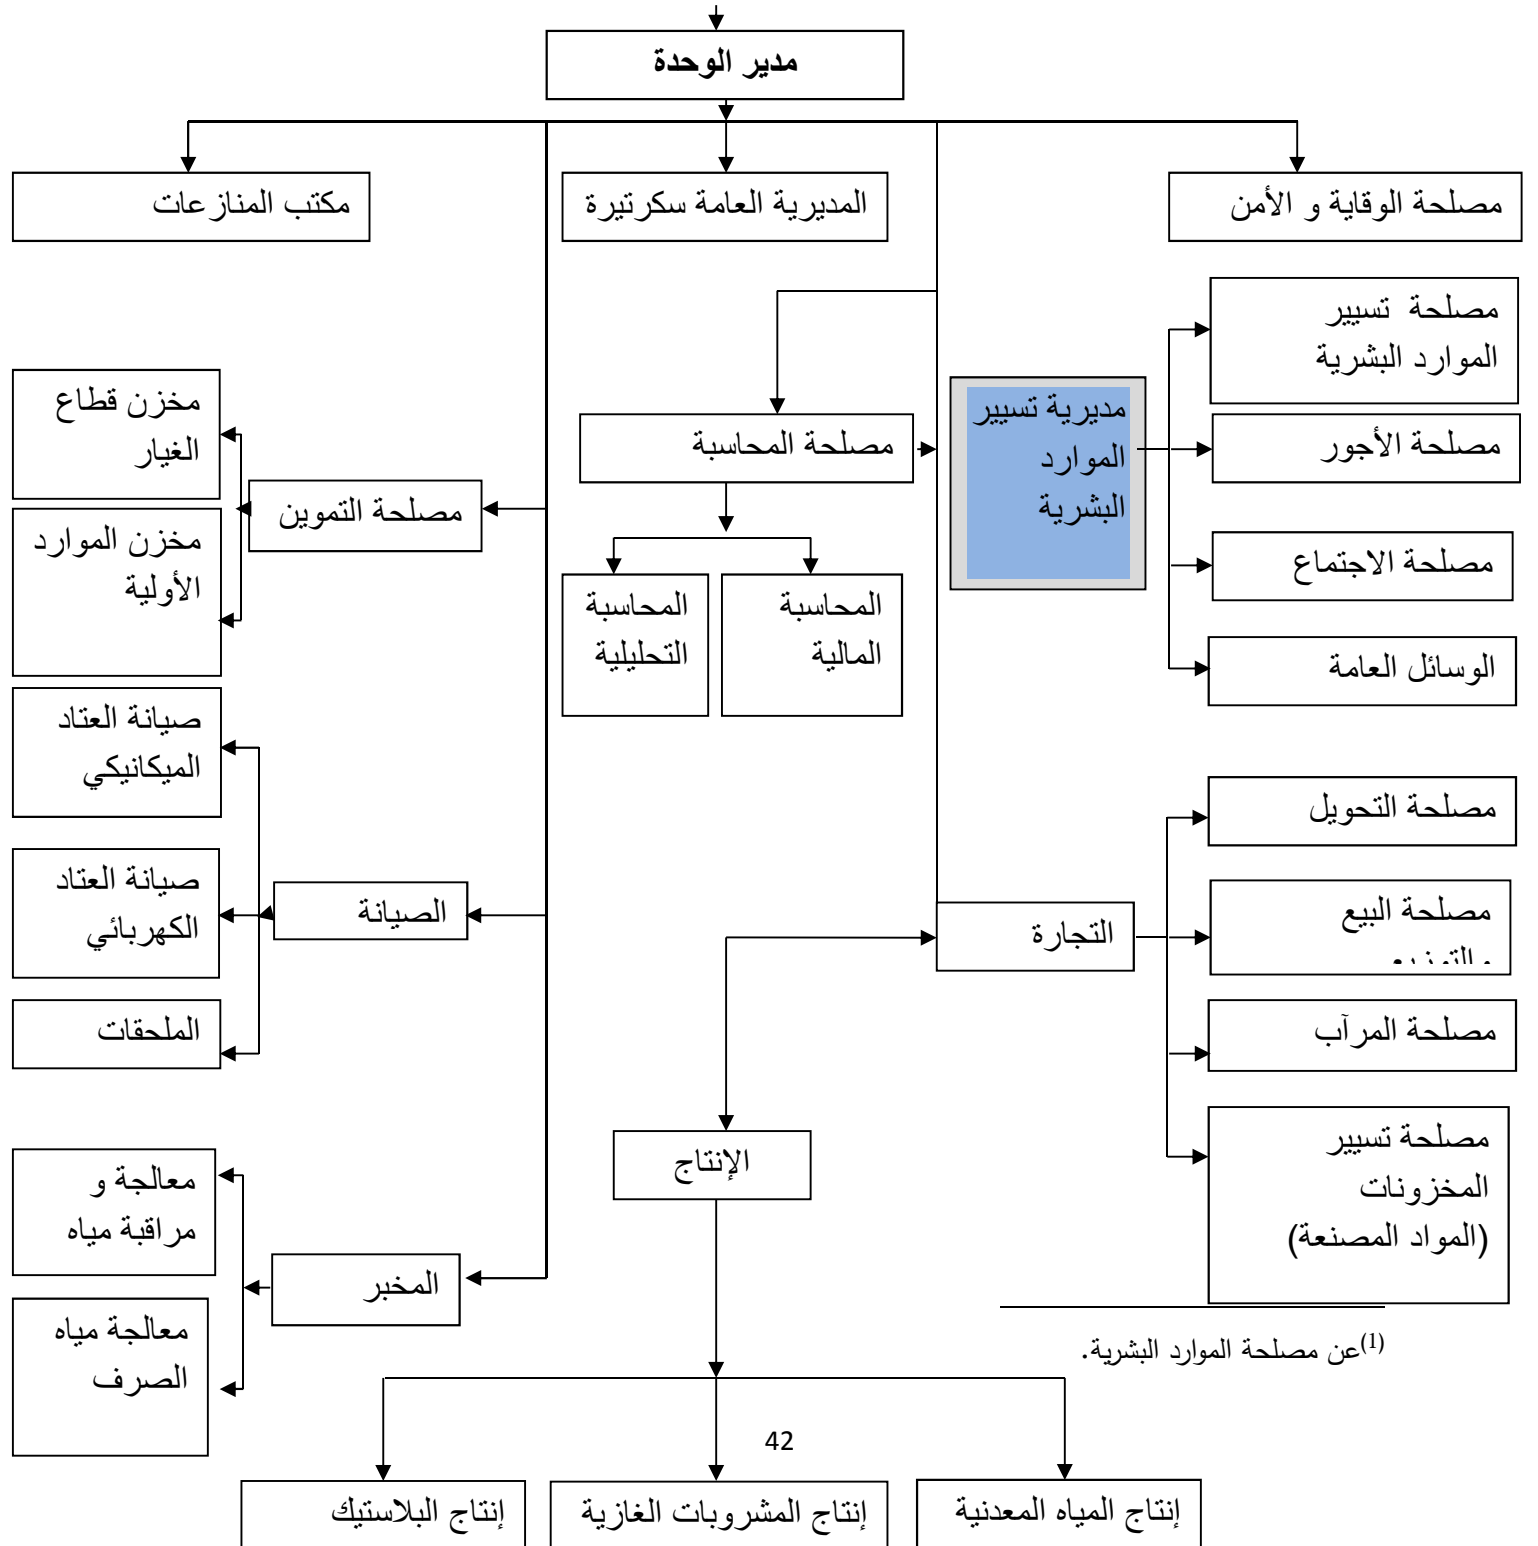 مدير الوحدة
مصلحة الوقاية و الأمن
المديرية العامة سكرتيرة
مكتب المنازعات
مصلحة تسيير
الموارد البشرية
مديرية تسيير
الموارد
البشرية
مصلحة الأجور
مصلحة الاجتماع
الوسائل العامة
مصلحة المحاسبة
المحاسبة
المالية
المحاسبة
التحليلية
مخزن قطاع
الغيار
مصلحة التموين
مخزن الموارد
الأولية
صيانة العتاد
الميكانيكي
الصيانة
صيانة العتاد
الكهربائي
الملحقات
مصلحة التحويل
التجارة
مصلحة البيع
والتوزيع
مصلحة المرآب
مصلحة تسيير
المخزونات
(المواد المصنعة)
الإنتاج
معالجة و
مراقبة مياه
المخبر
معالجة مياه
الصرف
(1)عن مصلحة الموارد البشرية.
42
إنتاج المياه المعدنية
إنتاج المشروبات الغازية
إنتاج البلاستيك